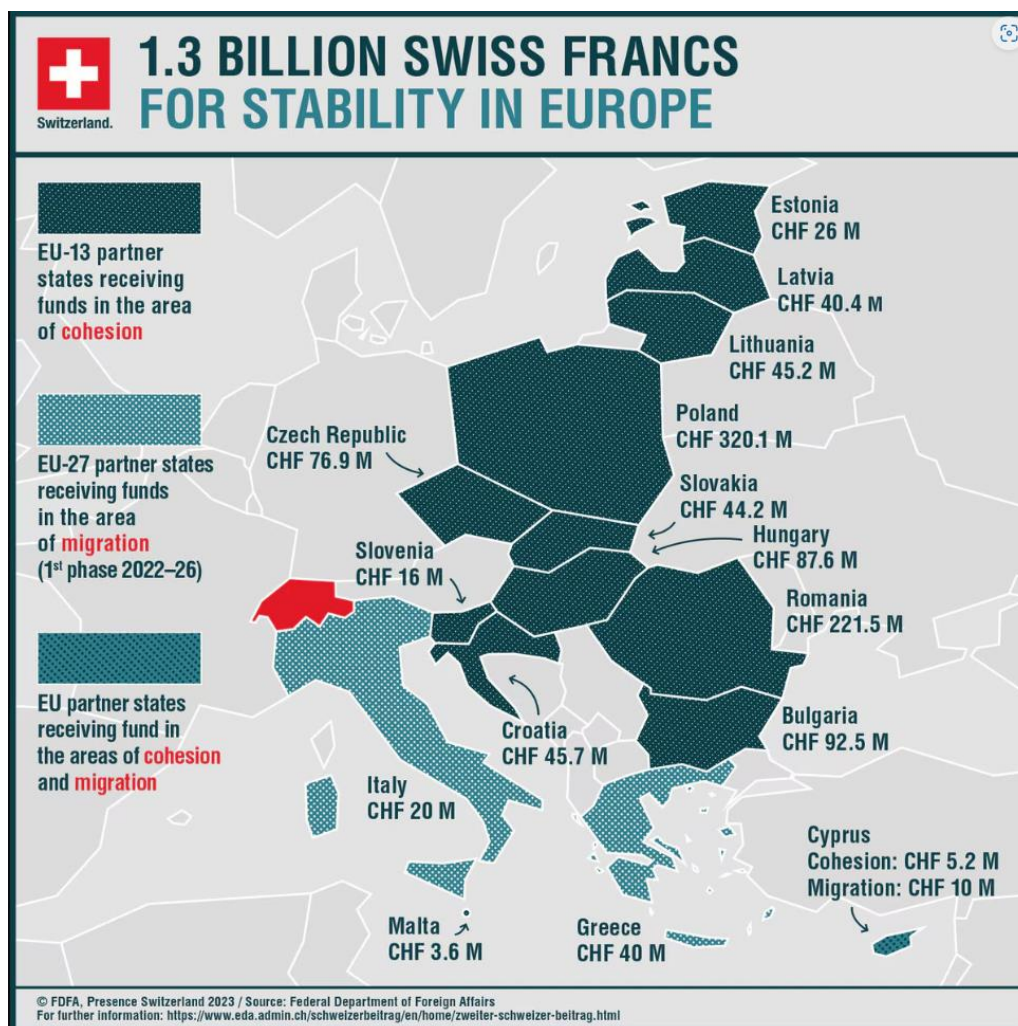 1.3 BILLION SWISS FRANCS
FOR STABILITY IN EUROPE
Switzerland.
EU-13 partner
states receiving
funds in the area
of cohesion
EU-27 partner states
receiving funds
in the area
of migration
(1st phase 2022–26)
EU partner states
receiving fund in
the areas of cohesion
and migration
Estonia
CHF 26 M
Latvia
CHF 40.4 M
Lithuania
CHF 45.2 M
Poland
CHF 320.1 M
Czech Republic
CHF 76.9 M
Slovakia
CHF 44.2 M
Hungary
CHF 87.6 M
Slovenia
CHF 16 M
Romania
CHF 221.5 M
Croatia
CHF 45.7 M
Bulgaria
CHF 92.5 M
Italy
CHF 20 M
Cyprus
Cohesion: CHF 5.2 M
Migration: CHF 10 M
Malta
CHF 3.6 M
Greece
CHF 40 M
© FDFA, Presence Switzerland 2023 / Source: Federal Department of Foreign Affairs
For further information: https://www.eda.admin.ch/schweizerbeitrag/en/home/zweiter-schweizer-beitrag.html